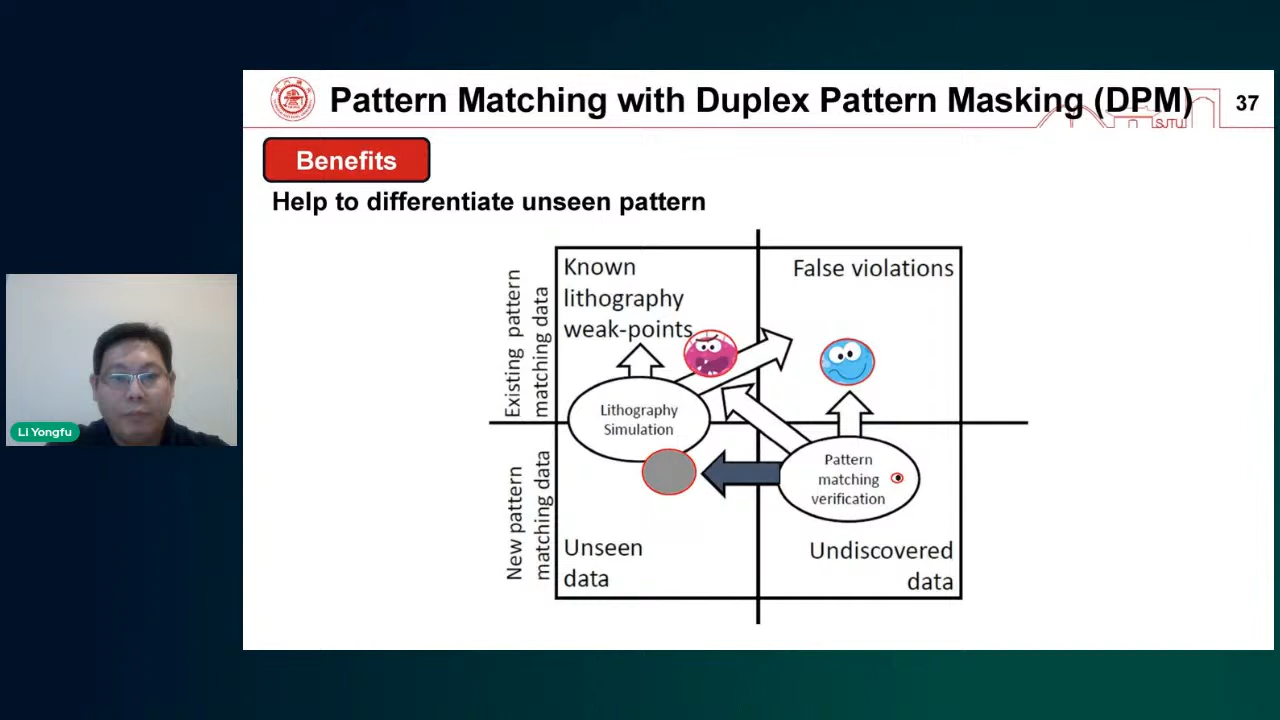 Pattern Matching with Duplex Pattern Masking (DPM)
37
SJTU
Benefits
Help to differentiate unseen pattern
Existing pattern
matching data
New pattern
matching data
Known
lithography
weak-points
False violations
Lithography
Simulation
Pattern
matching
verification
Unseen
data
Undiscovered
data
Li Yongfu